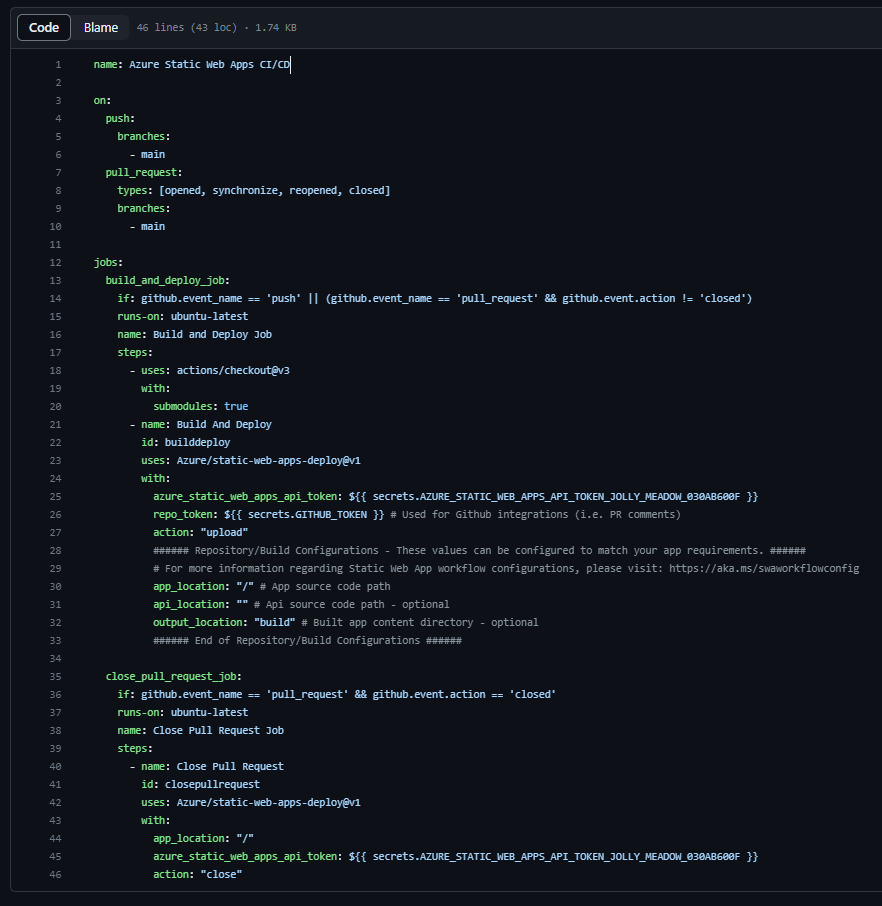 Code Blame 46 lines (43 loc) · 1.74 KB
1 name: Azure Static Web Apps CI/CD
2
3 on:
4 push:
5 branches:
6 - main
7 pull_request:
8 types: [opened, synchronize, reopened, closed]
9 branches:
10 - main
11
12 jobs:
13 build_and_deploy_job:
14 if: github.event_name == 'push' || (github.event_name == 'pull_request' && github.event.action != 'closed')
15 runs-on: ubuntu-latest
16 name: Build and Deploy Job
17 steps:
18 - uses: actions/checkout@v3
19 with:
20 submodules: true
21 - name: Build And Deploy
22 id: builddeploy
23 uses: Azure/static-web-apps-deploy@v1
24 with:
25 azure_static_web_apps_api_token: ${{ secrets.AZURE_STATIC_WEB_APPS_API_TOKEN_JOLLY_MEADOW_030AB600F }}
26 repo_token: ${{ secrets.GITHUB_TOKEN }} # Used for Github integrations (i.e. PR comments)
27 action: "upload"
28 ###### Repository/Build Configurations - These values can be configured to match your app requirements. ######
29 # For more information regarding Static Web App workflow configurations, please visit: https://aka.ms/swaworkflowconfig
30 app_location: "/" # App source code path
31 api_location: "" # Api source code path - optional
32 output_location: "build" # Built app content directory - optional
33 ###### End of Repository/Build Configurations ######
34
35 close_pull_request_job:
36 if: github.event_name == 'pull_request' && github.event.action == 'closed'
37 runs-on: ubuntu-latest
38 name: Close Pull Request Job
39 steps:
40 - name: Close Pull Request
41 id: closepullrequest
42 uses: Azure/static-web-apps-deploy@v1
43 with:
44 app_location: "/"
45 azure_static_web_apps_api_token: ${{ secrets.AZURE_STATIC_WEB_APPS_API_TOKEN_JOLLY_MEADOW_030AB600F }}
46 action: "close"